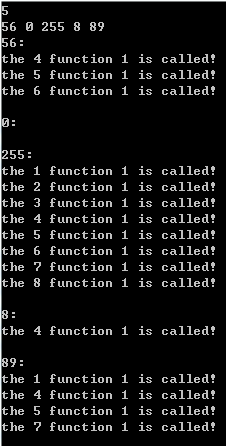 5
56 0 255 8 89
56:
the 4 function 1 is called!
the 5 function 1 is called!
the 6 function 1 is called!
0:
255:
the 1 function 1 is called!
the 2 function 1 is called!
the 3 function 1 is called!
the 4 function 1 is called!
the 5 function 1 is called!
the 6 function 1 is called!
the 7 function 1 is called!
the 8 function 1 is called!
8:
the 4 function 1 is called!
89:
the 1 function 1 is called!
the 4 function 1 is called!
the 5 function 1 is called!
the 7 function 1 is called!